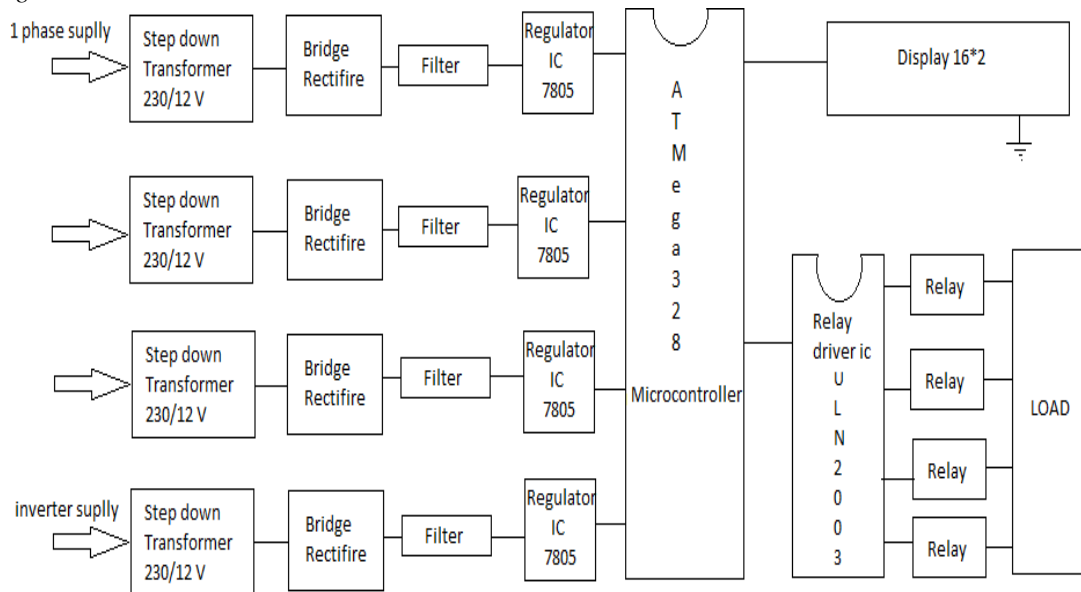 1 phase suplly
Step down
Transformer
230/12 V
Bridge
Rectifire
Filter
Regulator
IC
7805
Step down
Transformer
230/12 V
Bridge
Rectifire
Filter
Regulator
IC
7805
Step down
Transformer
230/12 V
Bridge
Rectifire
Filter
Regulator
IC
7805
inverter suplly
Step down
Transformer
230/12 V
Bridge
Rectifire
Filter
Regulator
IC
7805
A
T
M
e
g
a
3
2
8
Microcontroller
Display 16*2
Relay
driver ic
U
L
N
2
0
0
3
Relay
Relay
Relay
Relay
LOAD